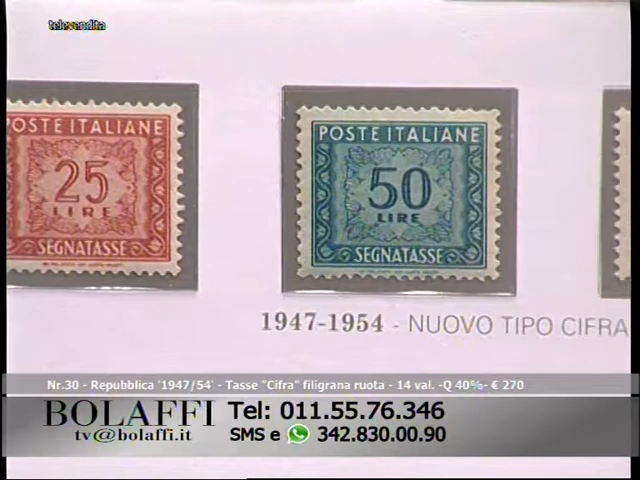 televendita
POSTE ITALIANE
25
LIRE
SEGNATASSE
POSTE ITALIANE
50
LIRE
SEGNATASSE
1947-1954 - NUOVO TIPO CIFRA
Nr.30 - Repubblica '1947/54' - Tasse "Cifra" filigrana ruota - 14 val. -Q 40%- € 270
BOLAFFI
tv@bolaffi.it
Tel: 011.55.76.346
SMS e 342.830.00.90